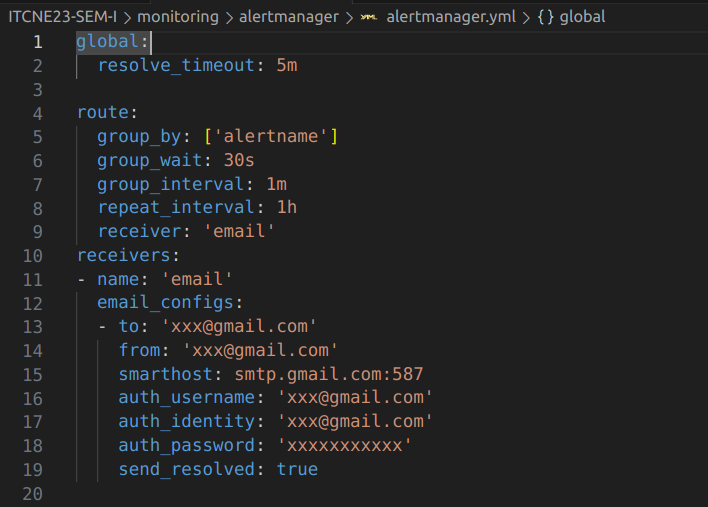 ITCNE23-SEM-I > monitoring > alertmanager > YAML alertmanager.yml > {} global
1 global:
2   resolve_timeout: 5m
3
4 route:
5   group_by: ['alertname']
6   group_wait: 30s
7   group_interval: 1m
8   repeat_interval: 1h
9   receiver: 'email'
10 receivers:
11 - name: 'email'
12   email_configs:
13   - to: 'xxx@gmail.com'
14     from: 'xxx@gmail.com'
15     smarthost: smtp.gmail.com:587
16     auth_username: 'xxx@gmail.com'
17     auth_identity: 'xxx@gmail.com'
18     auth_password: 'xxxxxxxxxxx'
19     send_resolved: true
20